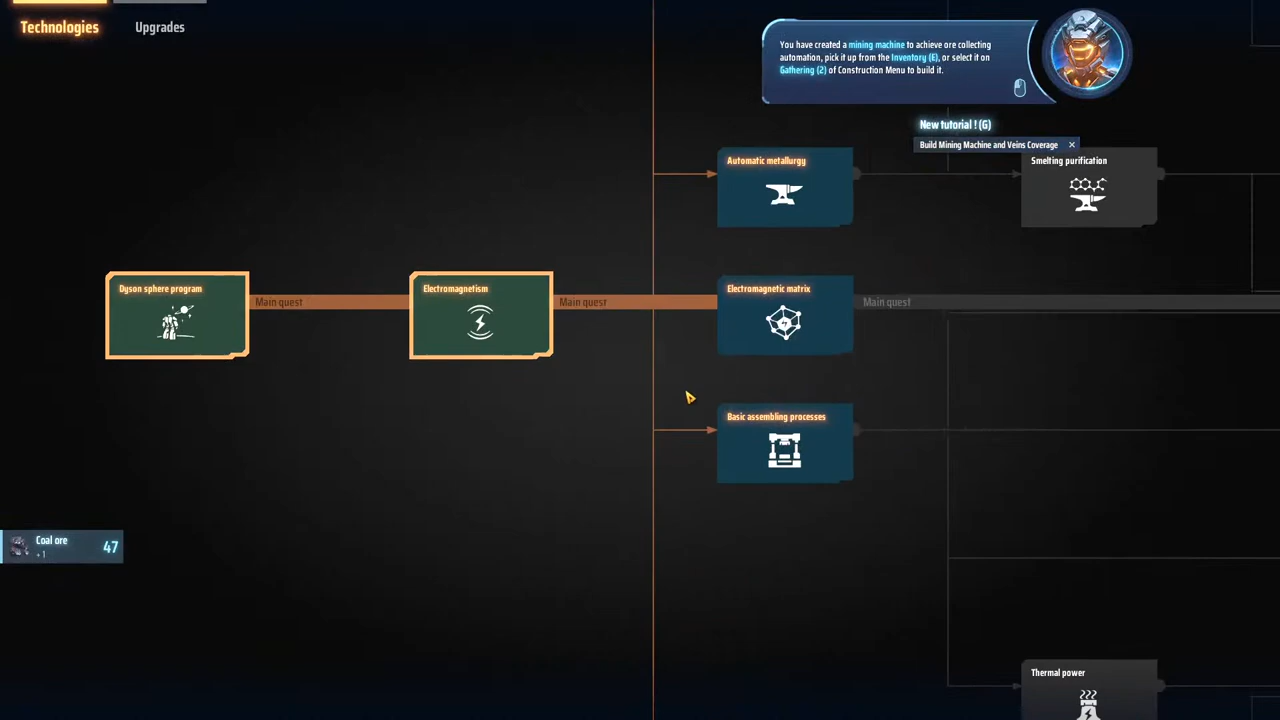 Technologies
Upgrades
You have created a mining machine to achieve ore collecting
automation, pick it up from the Inventory (E), or select it on
Gathering (2) of Construction Menu to build it.
New tutorial ! (G)
Build Mining Machine and Veins Coverage
Automatic metallurgy
Smelting purification
Dyson sphere program
Main quest
Electromagnetism
Main quest
Electromagnetic matrix
Main quest
Basic assembling processes
Coal ore
+1
47
Thermal power